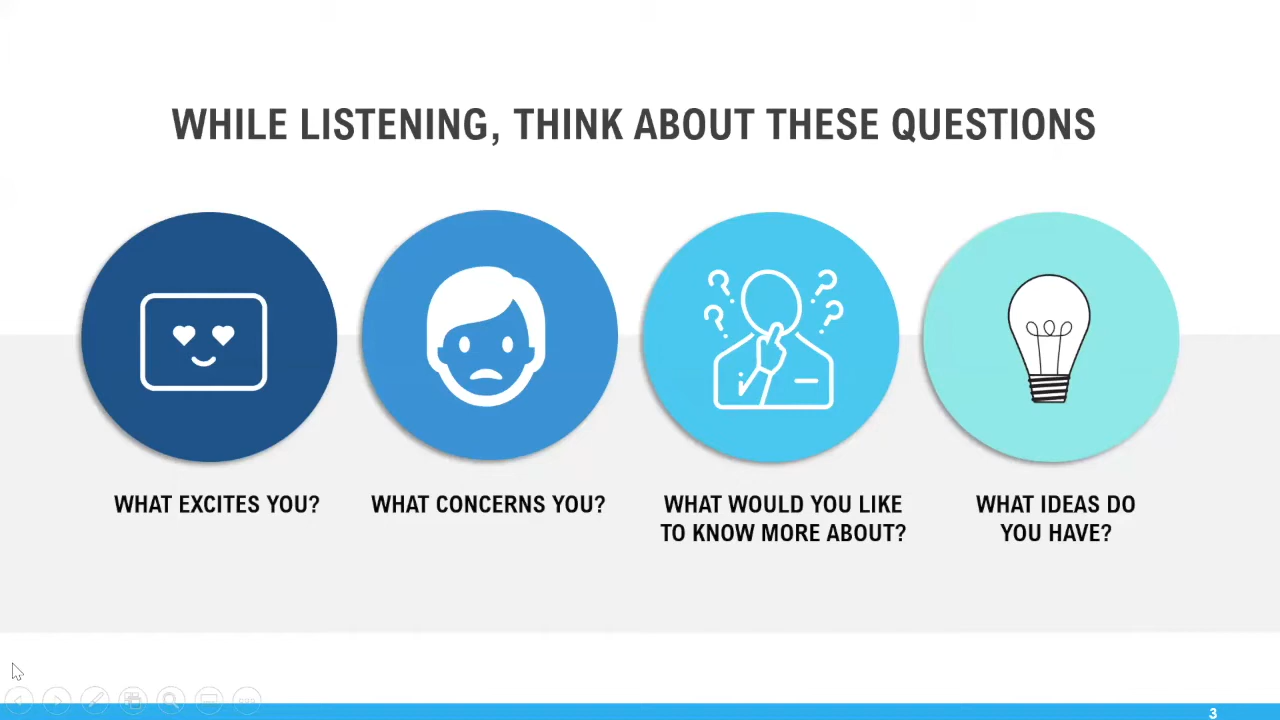 WHILE LISTENING, THINK ABOUT THESE QUESTIONS
WHAT EXCITES YOU?
WHAT CONCERNS YOU?
WHAT WOULD YOU LIKE
TO KNOW MORE ABOUT?
WHAT IDEAS DO
YOU HAVE?
3